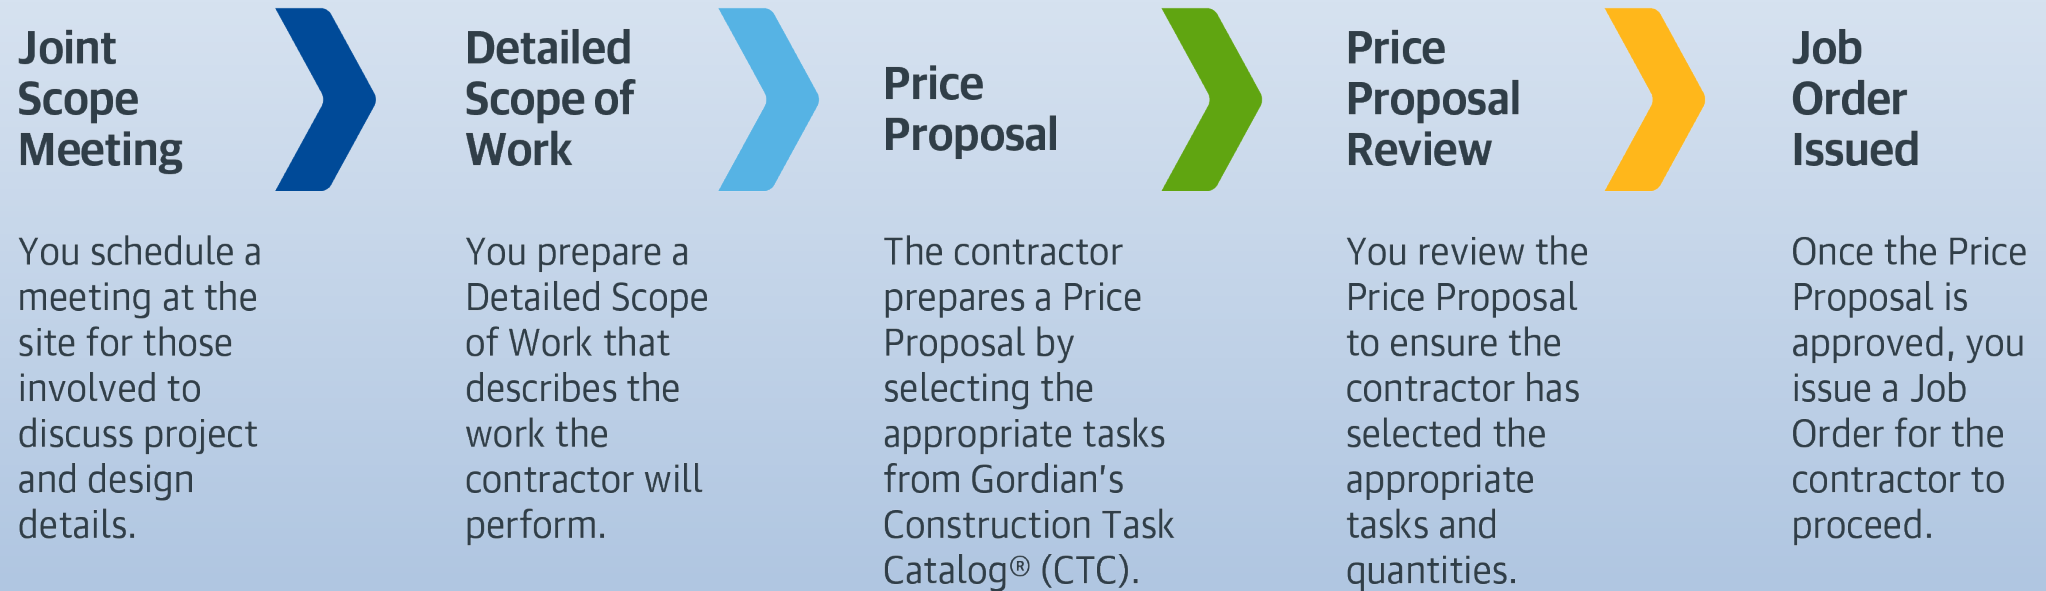 Joint
Scope
Meeting
You schedule a
meeting at the
site for those
involved to
discuss project
and design
details.
Detailed
Scope of
Work
You prepare a
Detailed Scope
of Work that
describes the
work the
contractor will
perform.
Price
Proposal
The contractor
prepares a Price
Proposal by
selecting the
appropriate tasks
from Gordian's
Construction Task
Catalog® (CTC).
Price
Proposal
Review
You review the
Price Proposal
to ensure the
contractor has
selected the
appropriate
tasks and
quantities.
Job
Order
Issued
Once the Price
Proposal is
approved, you
issue a Job
Order for the
contractor to
proceed.